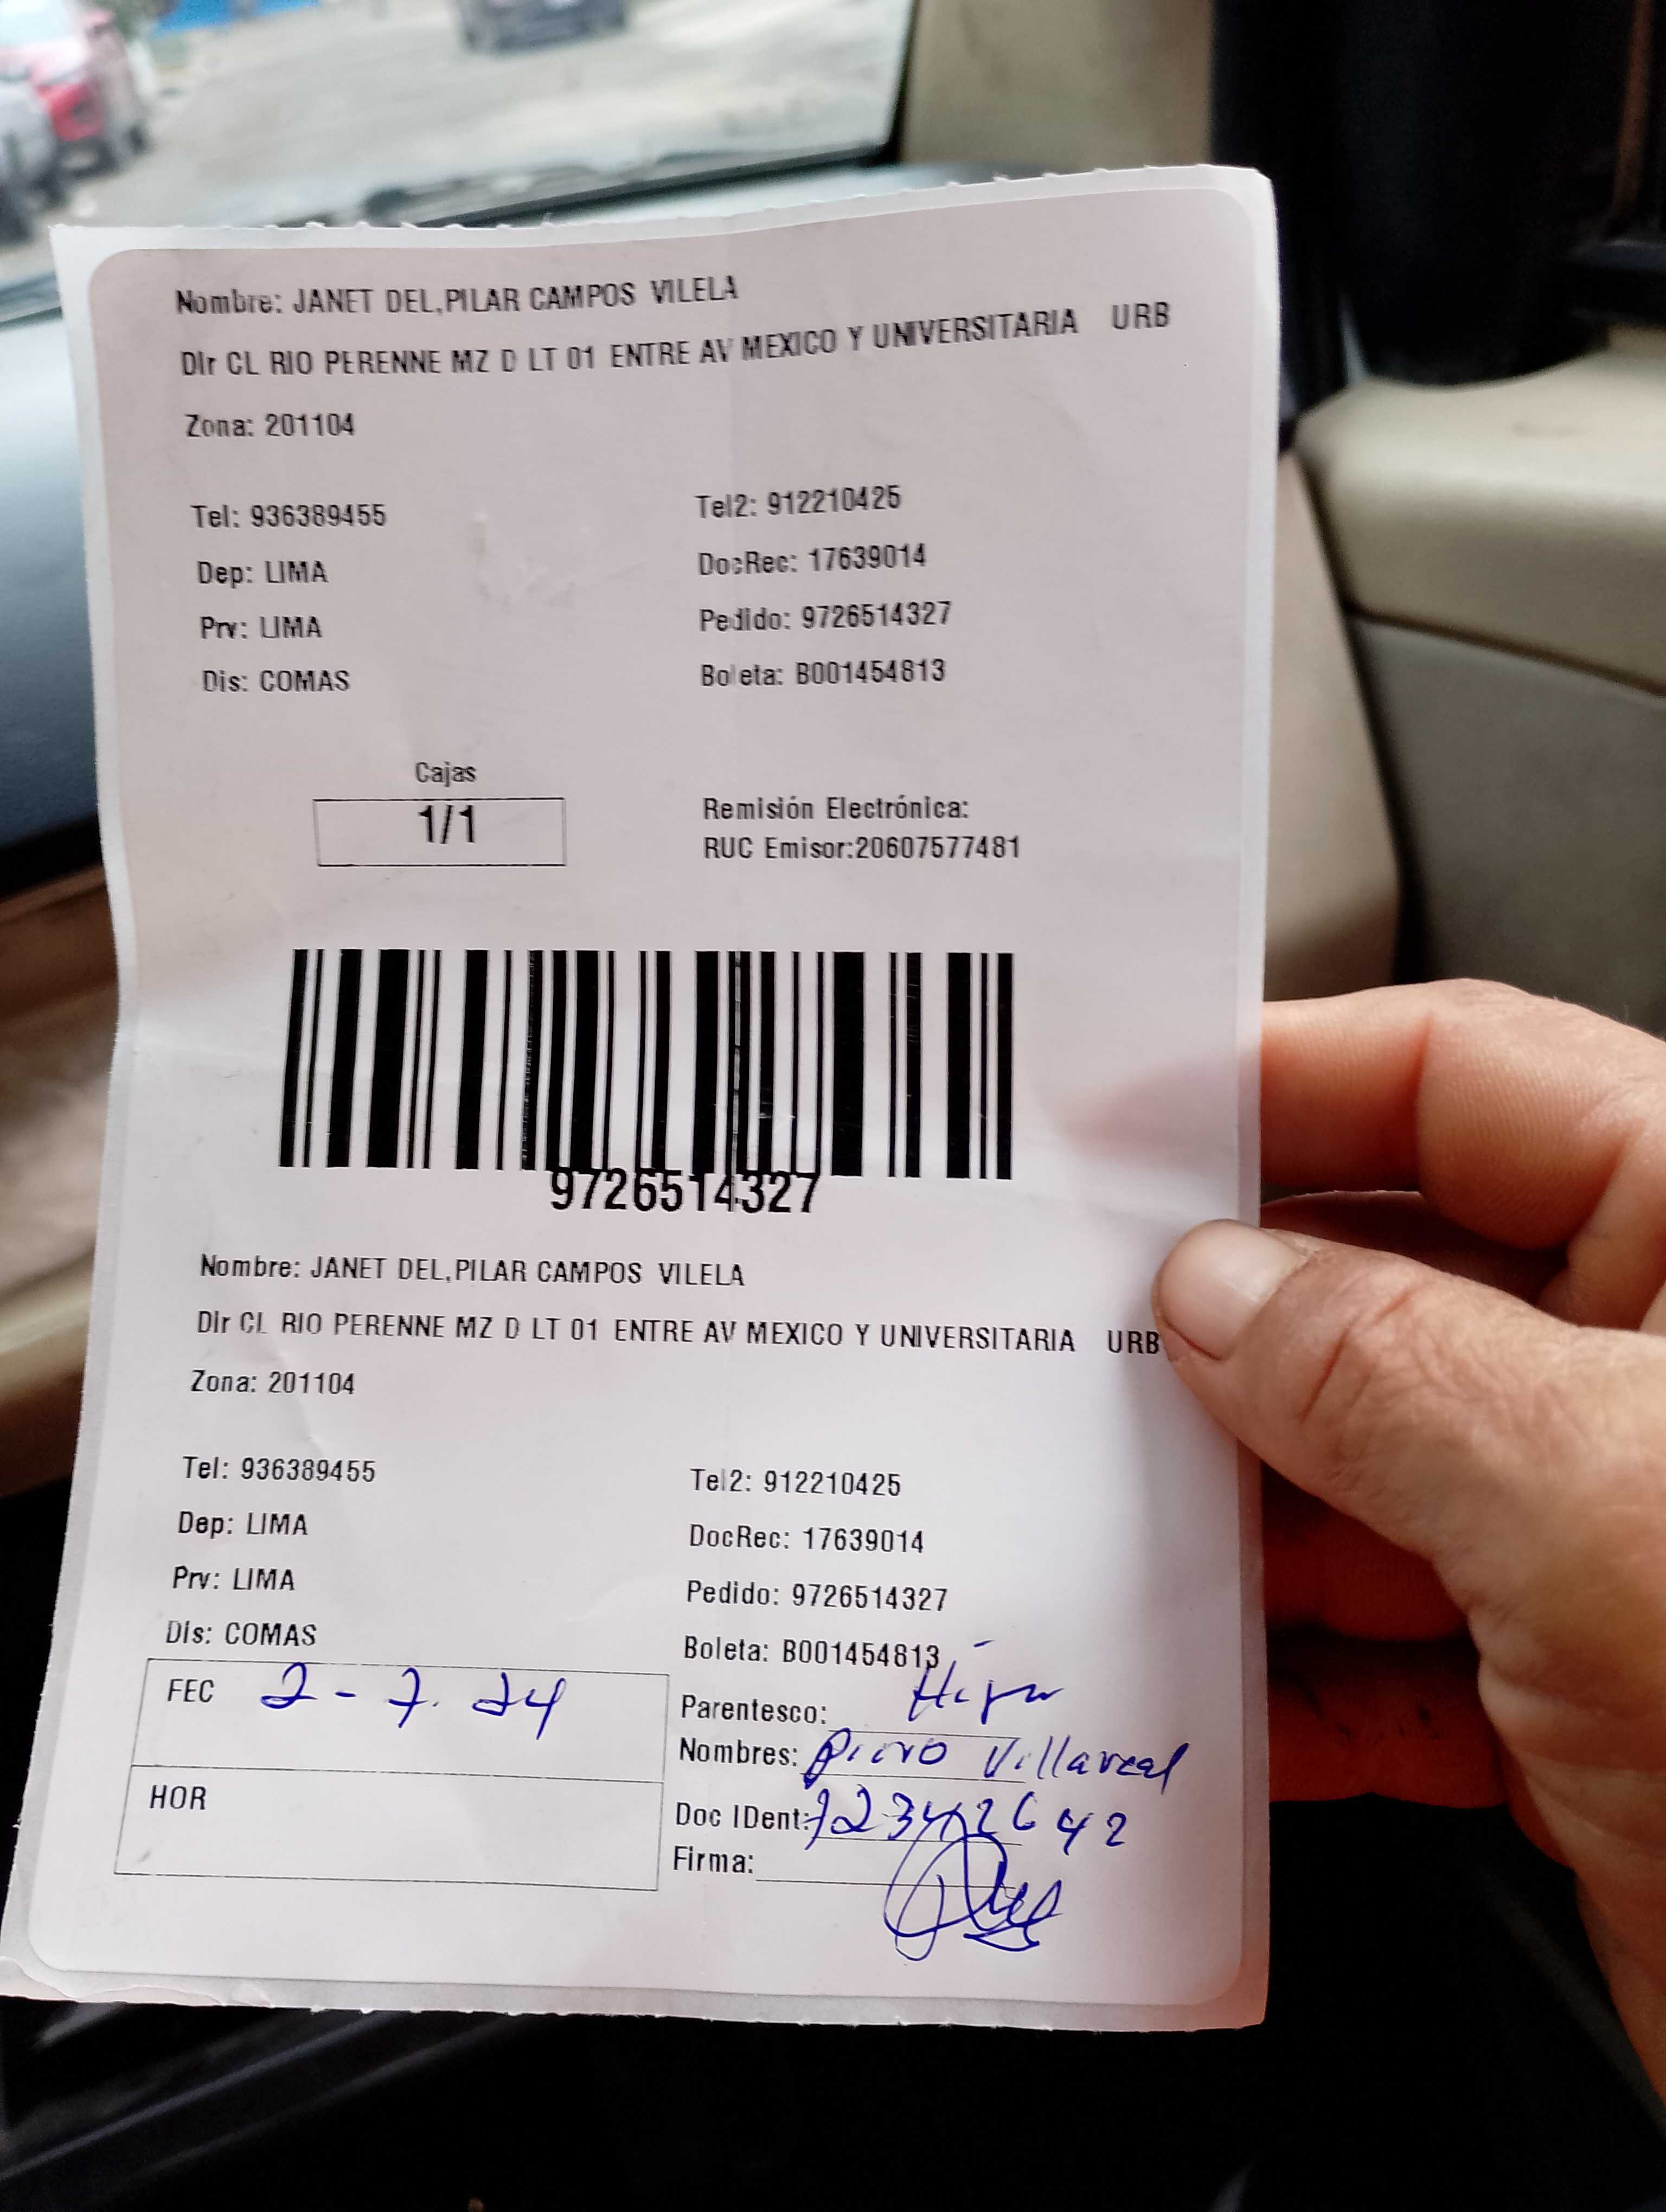 Nombre: JANET DEL,PILAR CAMPOS VILELA
Dir CL RIO PERENNE MZ D LT 01 ENTRE AV MEXICO Y UNIVERSITARIA URB
Zona: 201104
Tel: 936389455 Tel2: 912210425
Dep: LIMA DocRec: 17639014
Prv: LIMA Pedido: 9726514327
Dis: COMAS Boleta: B001454813
Cajas
1/1
Remisión Electrónica:
RUC Emisor:20607577481
9726514327
Nombre: JANET DEL,PILAR CAMPOS VILELA
Dir CL RIO PERENNE MZ D LT 01 ENTRE AV MEXICO Y UNIVERSITARIA URB
Zona: 201104
Tel: 936389455 Tel2: 912210425
Dep: LIMA DocRec: 17639014
Prv: LIMA Pedido: 9726514327
Dis: COMAS Boleta: B001454813
FEC 2-7.24
HOR
Parentesco:
Nombres: Villareal
Doc IDent:
Firma: